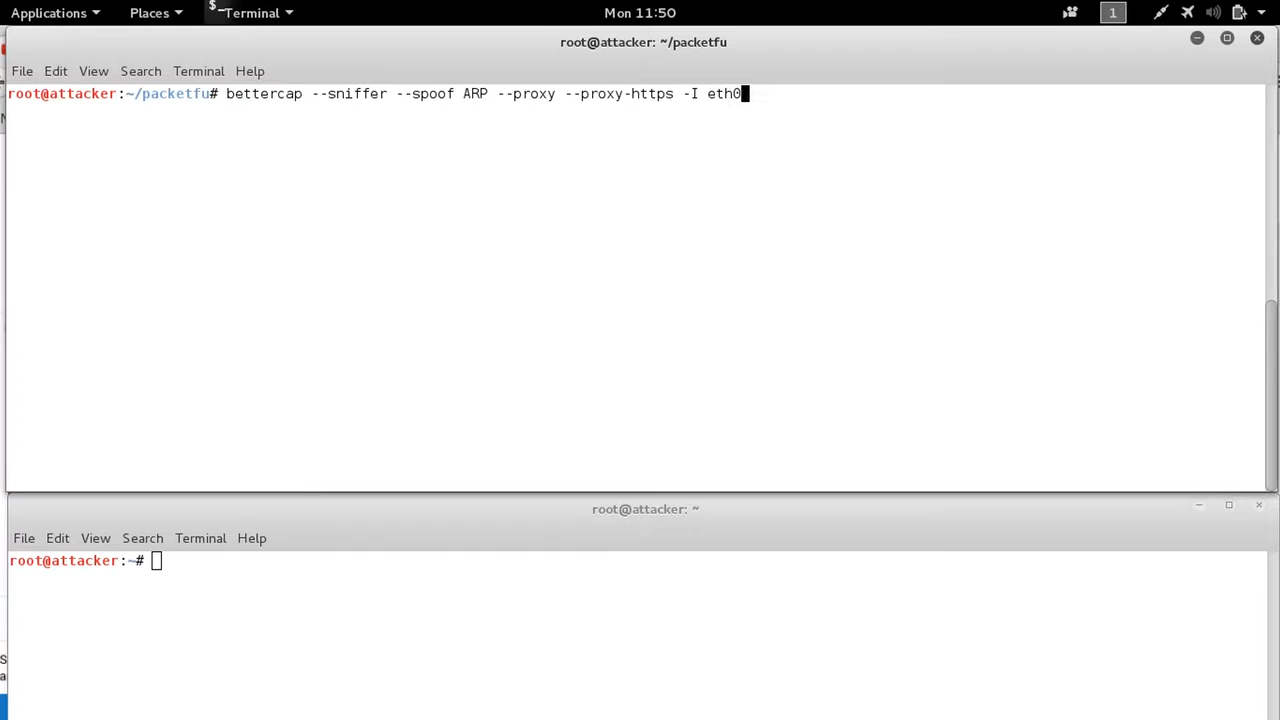 Applications Places $_ Terminal Mon 11:50 1
root@attacker: ~/packetfu
File Edit View Search Terminal Help
root@attacker:~/packetfu# bettercap --sniffer --spoof ARP --proxy --proxy-https -I eth0
root@attacker: ~
File Edit View Search Terminal Help
root@attacker:~#
S
a